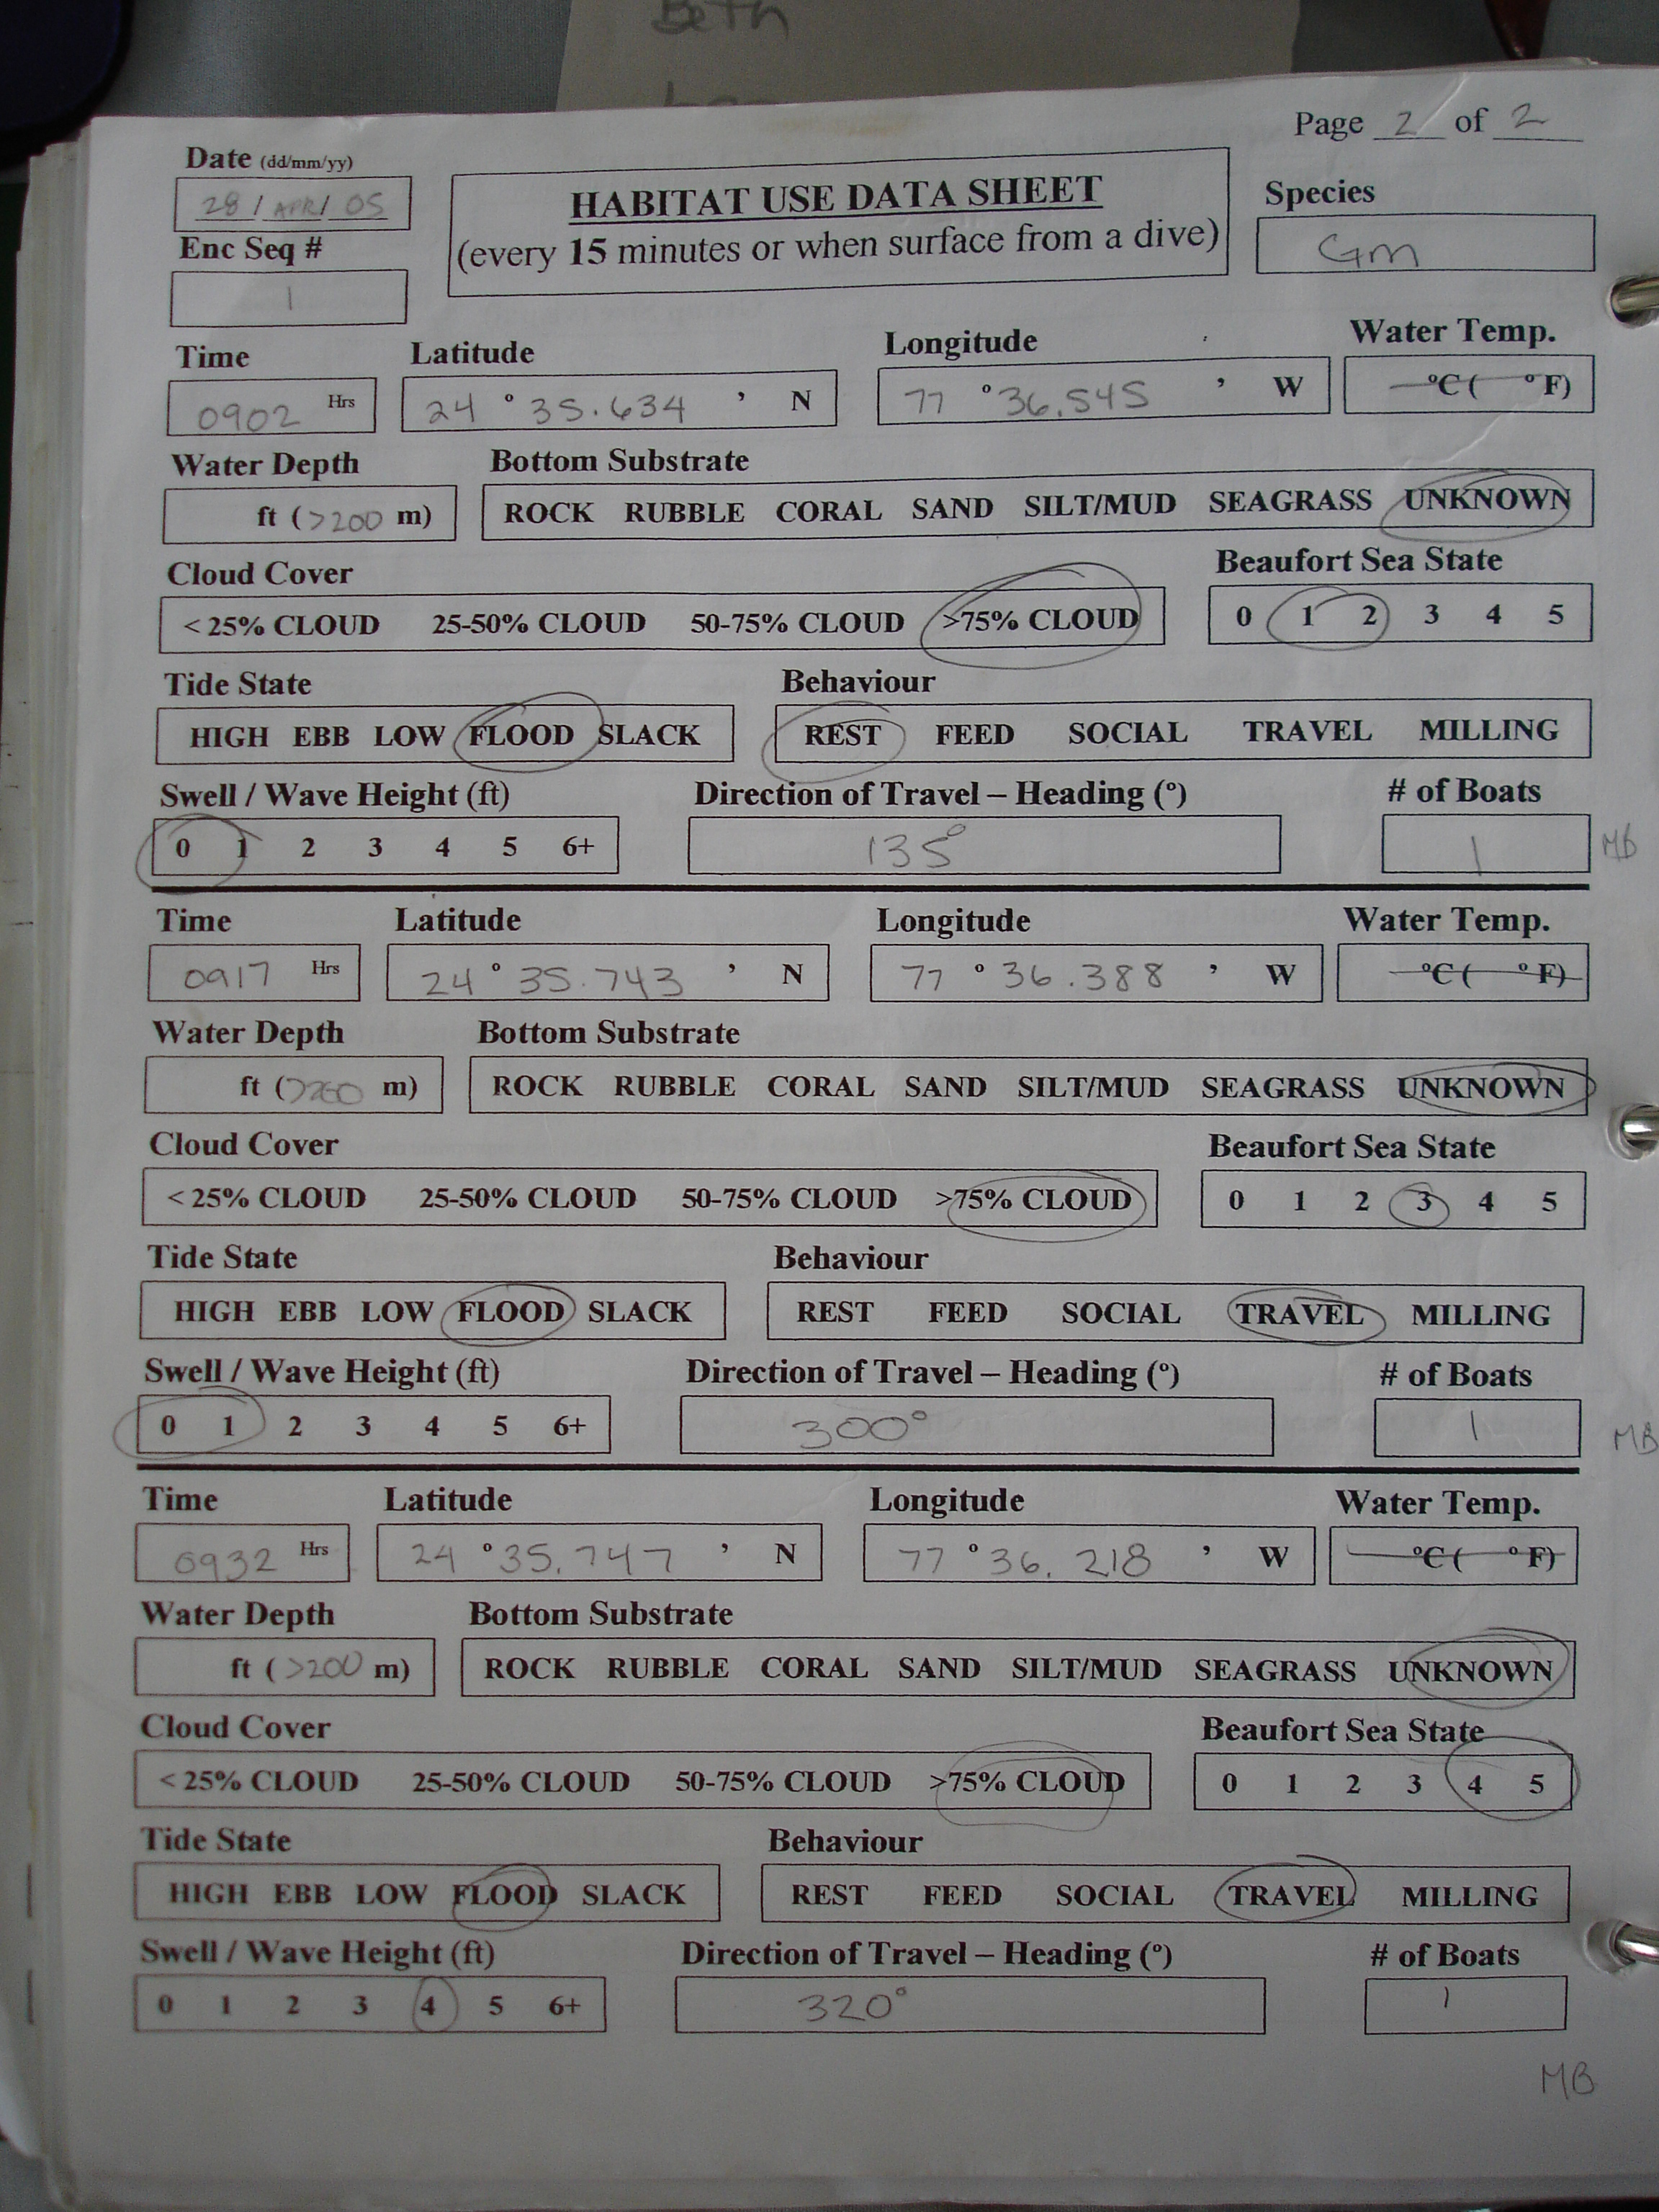 Beth
Page 2 of 2
Date (dd/mm/yy)
28 / APR / 05
HABITAT USE DATA SHEET
(every 15 minutes or when surface from a dive)
Species
Gm
Enc Seq #
1
Time Latitude Longitude Water Temp.
0902 Hrs 24 ° 35.634 ’ N 77 ° 36.545 ’ W °C ( ° F)
Water Depth Bottom Substrate
ft (>200 m) ROCK RUBBLE CORAL SAND SILT/MUD SEAGRASS UNKNOWN
Cloud Cover Beaufort Sea State
< 25% CLOUD 25-50% CLOUD 50-75% CLOUD >75% CLOUD 0 1 2 3 4 5
Tide State Behaviour
HIGH EBB LOW FLOOD SLACK REST FEED SOCIAL TRAVEL MILLING
Swell / Wave Height (ft) Direction of Travel – Heading (°) # of Boats
0 1 2 3 4 5 6+ 135° 1 MB
Time Latitude Longitude Water Temp.
0917 Hrs 24 ° 35.743 ’ N 77 ° 36.388 ’ W °C ( ° F)
Water Depth Bottom Substrate
ft (>200 m) ROCK RUBBLE CORAL SAND SILT/MUD SEAGRASS UNKNOWN
Cloud Cover Beaufort Sea State
< 25% CLOUD 25-50% CLOUD 50-75% CLOUD >75% CLOUD 0 1 2 3 4 5
Tide State Behaviour
HIGH EBB LOW FLOOD SLACK REST FEED SOCIAL TRAVEL MILLING
Swell / Wave Height (ft) Direction of Travel – Heading (°) # of Boats
0 1 2 3 4 5 6+ 300° 1 MB
Time Latitude Longitude Water Temp.
0932 Hrs 24 ° 35.747 ’ N 77 ° 36.218 ’ W °C ( ° F)
Water Depth Bottom Substrate
ft (>200 m) ROCK RUBBLE CORAL SAND SILT/MUD SEAGRASS UNKNOWN
Cloud Cover Beaufort Sea State
< 25% CLOUD 25-50% CLOUD 50-75% CLOUD >75% CLOUD 0 1 2 3 4 5
Tide State Behaviour
HIGH EBB LOW FLOOD SLACK REST FEED SOCIAL TRAVEL MILLING
Swell / Wave Height (ft) Direction of Travel – Heading (°) # of Boats
0 1 2 3 4 5 6+ 320° 1
MB